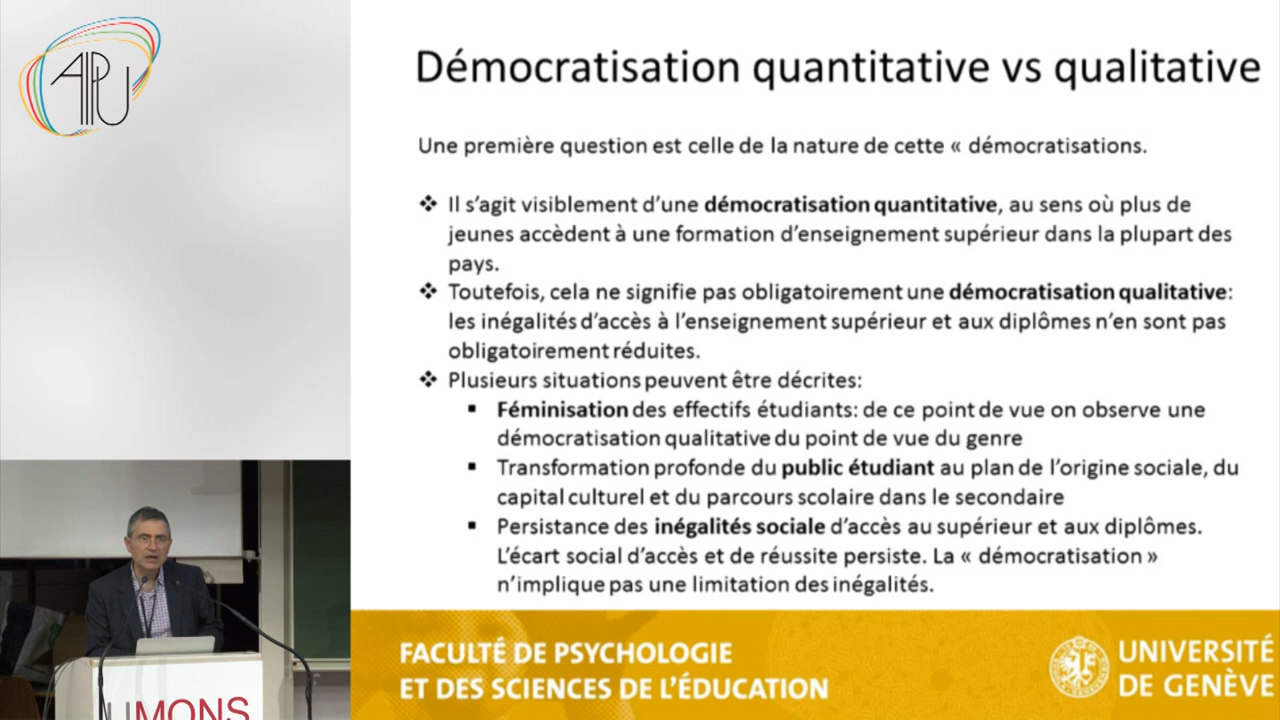 AIPU
Démocratisation quantitative vs qualitative
Une première question est celle de la nature de cette « démocratisations.
❖ Il s’agit visiblement d’une démocratisation quantitative, au sens où plus de
jeunes accèdent à une formation d’enseignement supérieur dans la plupart des
pays.
❖ Toutefois, cela ne signifie pas obligatoirement une démocratisation qualitative:
les inégalités d’accès à l’enseignement supérieur et aux diplômes n’en sont pas
obligatoirement réduites.
❖ Plusieurs situations peuvent être décrites:
▪ Féminisation des effectifs étudiants: de ce point de vue on observe une
démocratisation qualitative du point de vue du genre
▪ Transformation profonde du public étudiant au plan de l’origine sociale, du
capital culturel et du parcours scolaire dans le secondaire
▪ Persistance des inégalités sociale d’accès au supérieur et aux diplômes.
L’écart social d’accès et de réussite persiste. La « démocratisation »
n’implique pas une limitation des inégalités.
UMONS
FACULTÉ DE PSYCHOLOGIE
ET DES SCIENCES DE L’ÉDUCATION
UNIVERSITÉ
DE GENÈVE